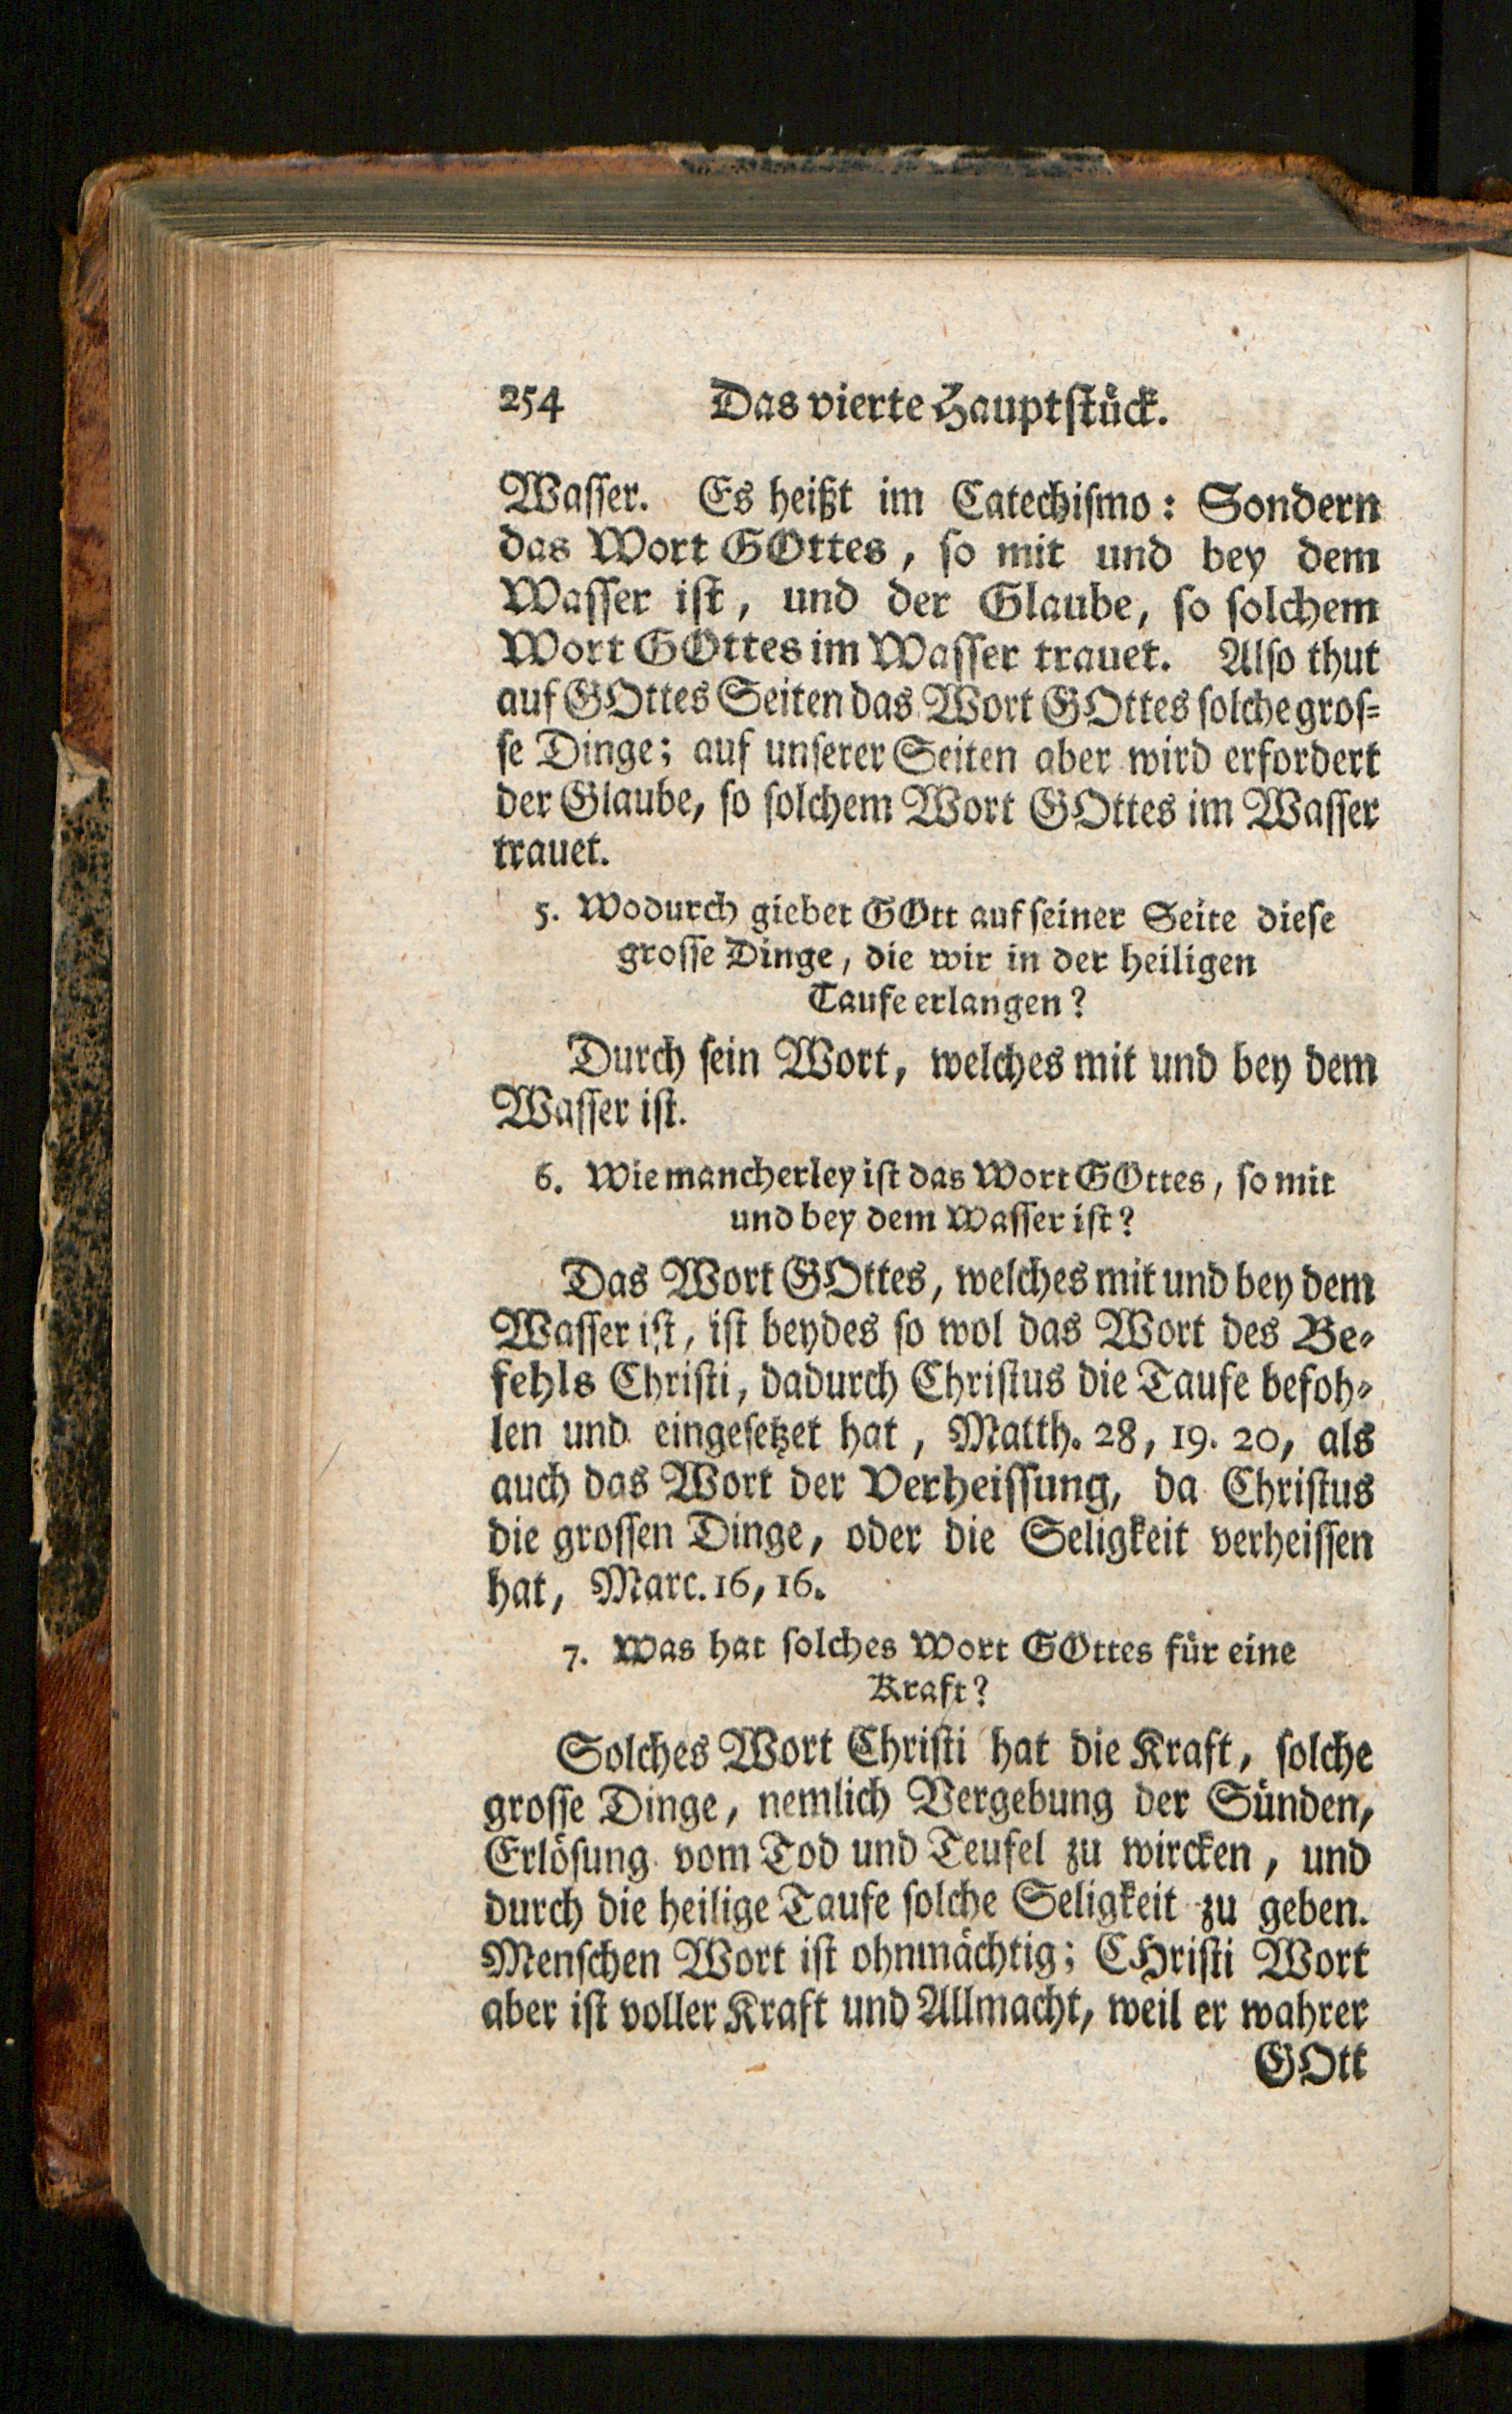 254 Das vierte Hauptstück.
Wasser. Es heißt im Catechismo: Sondern
das Wort GOttes, so mit und bey dem
Wasser ist, und der Glaube, so solchem
Wort GOttes im Wasser trauet. Also thut
auf GOttes Seiten das Wort GOttes solche gros-
se Dinge; auf unserer Seiten aber wird erfordert
der Glaube, so solchem Wort GOttes im Wasser
trauet.
5. Wodurch giebet GOtt auf seiner Seite diese
grosse Dinge, die wir in der heiligen
Taufe erlangen?
Durch sein Wort, welches mit und bey dem
Wasser ist.
6. Wie mancherley ist das Wort GOttes, so mit
und bey dem Wasser ist?
Das Wort GOttes, welches mit und bey dem
Wasser ist, ist beydes so wol das Wort des Be-
fehls Christi, dadurch Christus die Taufe befoh-
len und eingesetzet hat, Matth. 28, 19. 20, als
auch das Wort der Verheissung, da Christus
die grossen Dinge, oder die Seligkeit verheissen
hat, Marc. 16, 16.
7. Was hat solches Wort GOttes für eine
Kraft?
Solches Wort Christi hat die Kraft, solche
grosse Dinge, nemlich Vergebung der Sünden,
Erlösung vom Tod und Teufel zu wircken, und
durch die heilige Taufe solche Seligkeit zu geben.
Menschen Wort ist ohnmächtig; CHristi Wort
aber ist voller Kraft und Allmacht, weil er wahrer
GOtt